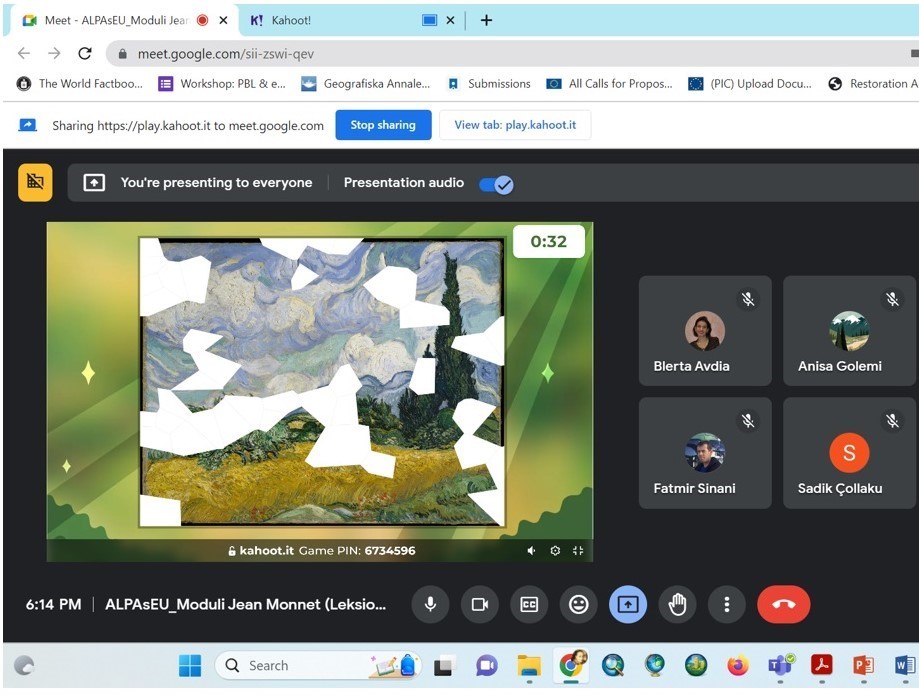 Meet - ALPAsEU_Moduli Jean
K! Kahoot!
meet.google.com/sii-zswi-qev
The World Factboo...
Workshop: PBL & e...
Geografiska Annale...
Submissions
All Calls for Propos...
(PIC) Upload Docu...
Restoration A
Sharing https://play.kahoot.it to meet.google.com
Stop sharing
View tab: play.kahoot.it
You're presenting to everyone
Presentation audio
0:32
Blerta Avdia
Anisa Golemi
Fatmir Sinani
S
Sadik Çollaku
kahoot.it Game PIN: 6734596
6:14 PM | ALPAsEU_Moduli Jean Monnet (Leksio...
CC
Search